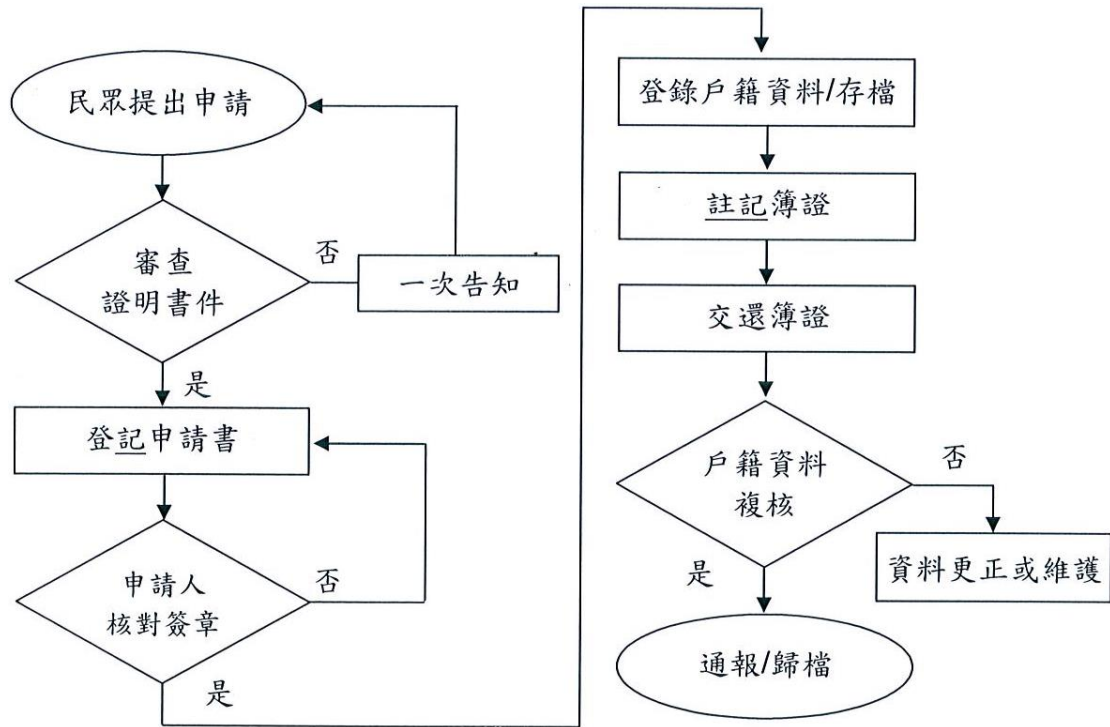 民眾提出申請
審查
證明書件
否
一次告知
是
登記申請書
申請人
核對簽章
否
是
登錄戶籍資料/存檔
註記簿證
交還簿證
戶籍資料
複核
否
資料更正或維護
是
通報/歸檔